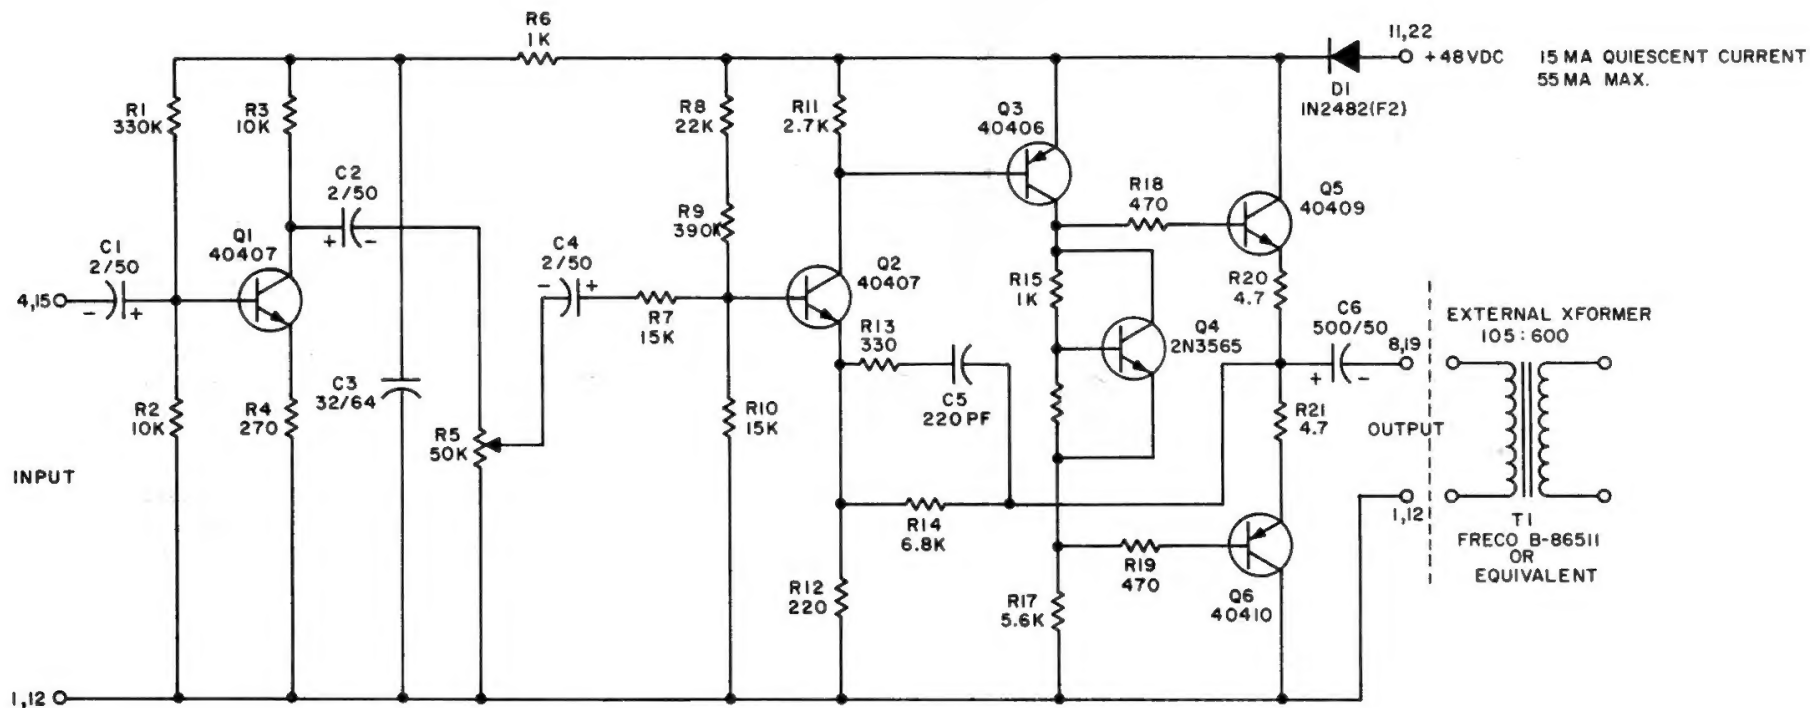 R6
1K
11,22
+48VDC
15 MA QUIESCENT CURRENT
55 MA MAX.
D1
1N2482(F2)
R1
330K
R3
10K
R8
22K
R11
2.7K
Q3
40406
C2
2/50
+ -
R18
470
Q5
40409
R9
390K
C1
2/50
- +
4,15
Q1
40407
C4
2/50
- +
R7
15K
Q2
40407
R15
1K
R20
4.7
C6
500/50
+ -
8,19
EXTERNAL XFORMER
105:600
R13
330
C5
220 PF
Q4
2N3565
C3
32/64
R2
10K
R4
270
R5
50K
R10
15K
R21
4.7
OUTPUT
INPUT
R14
6.8K
1,12
T1
FRECO B-86511
OR
EQUIVALENT
R12
220
R17
5.6K
R19
470
Q6
40410
1,12